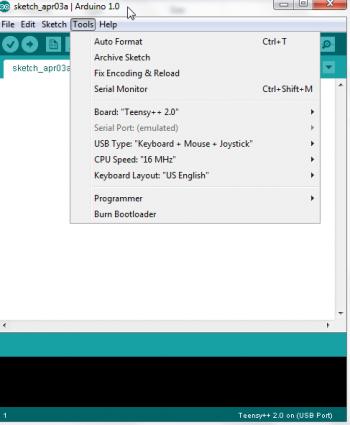 sketch_apr03a | Arduino 1.0
File Edit Sketch Tools Help
sketch_apr03a
Auto Format Ctrl+T
Archive Sketch
Fix Encoding & Reload
Serial Monitor Ctrl+Shift+M
Board: "Teensy++ 2.0"
Serial Port: (emulated)
USB Type: "Keyboard + Mouse + Joystick"
CPU Speed: "16 MHz"
Keyboard Layout: "US English"
Programmer
Burn Bootloader
1 Teensy++ 2.0 on (USB Port)